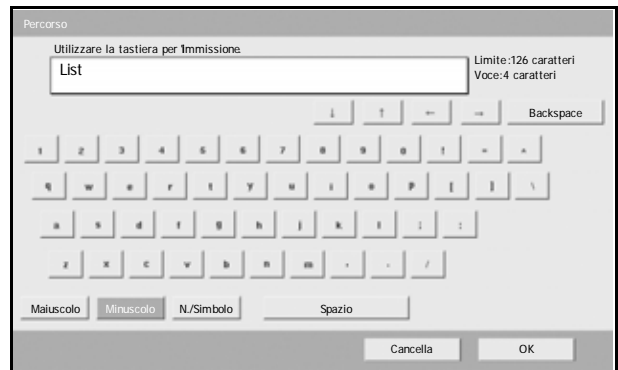 Percorso
Utilizzare la tastiera per 1mmissione.
Limite:126 caratteri
List
Voce:4 caratteri
↓ ↑ ← → Backspace
1 2 3 4 5 6 7 8 9 0 ! - ^
q w e r t y u i o p [ ] \
a s d f g h j k l ; :
z x c v b n m , . /
Maiuscolo Minuscolo N./Simbolo Spazio
Cancella OK